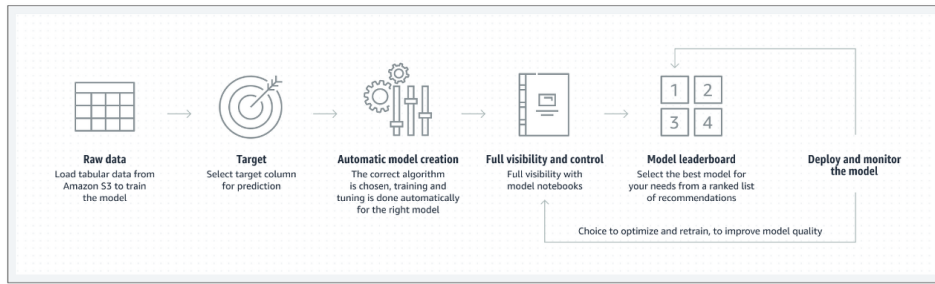 Raw data
Load tabular data from
Amazon S3 to train
the model
Target
Select target column
for prediction
Automatic model creation
The correct algorithm
is chosen, training and
tuning is done automatically
for the right model
Full visibility and control
Full visibility with
model notebooks
1 2
3 4
Model leaderboard
Select the best model for
your needs from a ranked list
of recommendations
Deploy and monitor
the model
Choice to optimize and retrain, to improve model quality